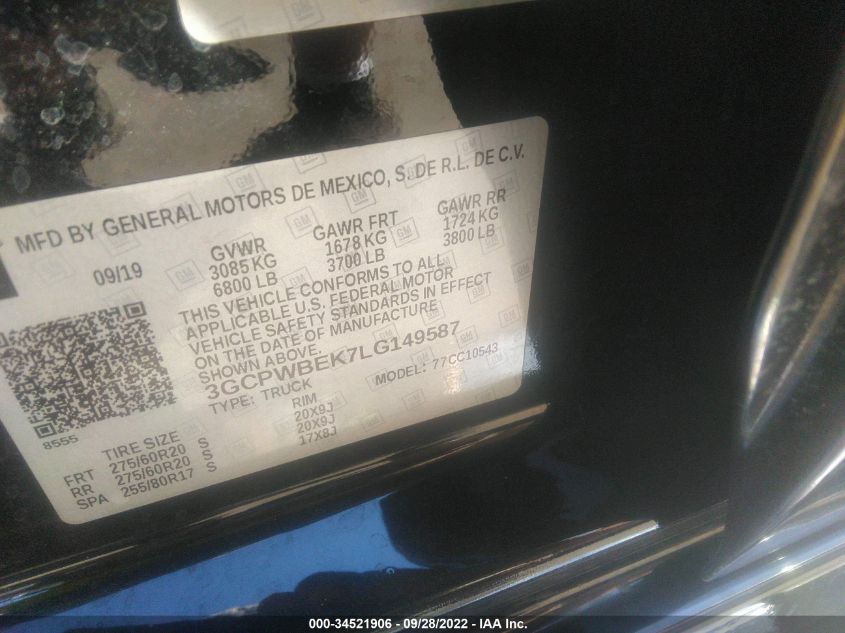 MFD BY GENERAL MOTORS DE MEXICO, S. DE R.L. DE C.V.
09/19
GVWR
3085 KG
6800 LB
GAWR FRT
1678 KG
3700 LB
GAWR RR
1724 KG
3800 LB
THIS VEHICLE CONFORMS TO ALL
APPLICABLE U.S. FEDERAL MOTOR
VEHICLE SAFETY STANDARDS IN EFFECT
ON THE DATE OF MANUFACTURE
SHOWN ABOVE.
3GCPWBEK7LG149587
TYPE: TRUCK
MODEL: 77CC10543
8555
TIRE SIZE
RIM
FRT 275/60R20 S 20X9J
RR 275/60R20 S 20X9J
SPA 255/80R17 S 17X8J
000-34521906 - 09/28/2022 - IAA Inc.